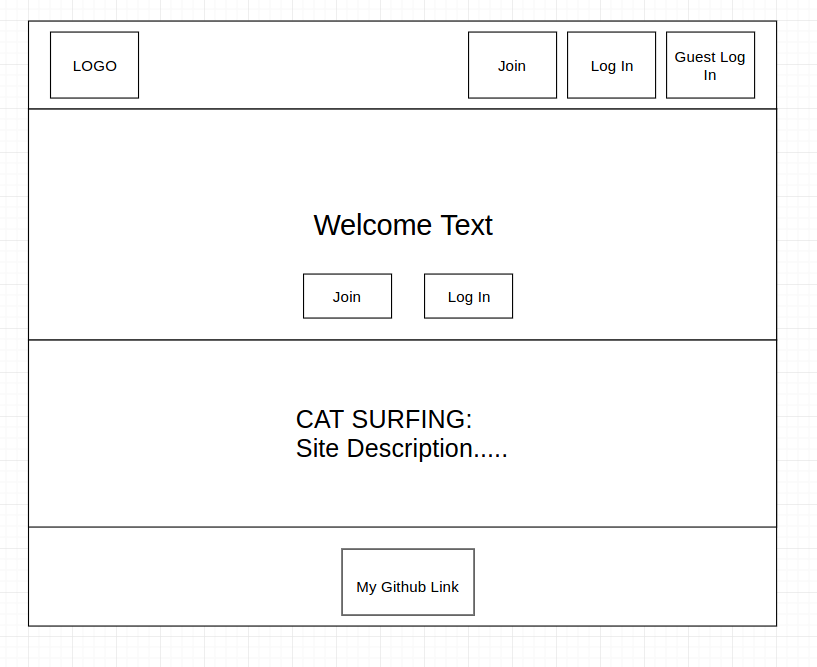 LOGO
Join
Log In
Guest Log
In
Welcome Text
Join
Log In
CAT SURFING:
Site Description.....
My Github Link